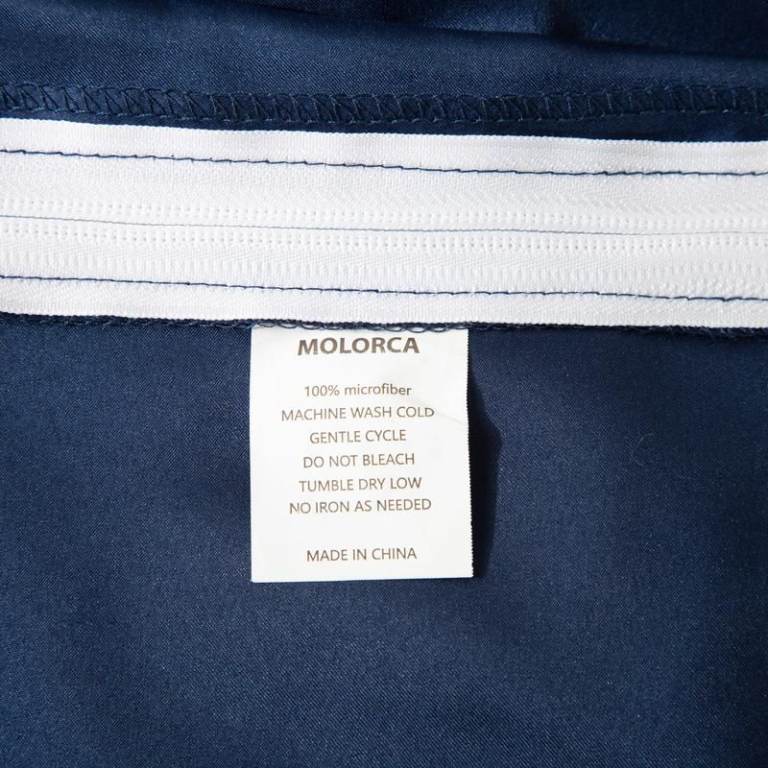 MOLORCA
100% microfiber
MACHINE WASH COLD
GENTLE CYCLE
DO NOT BLEACH
TUMBLE DRY LOW
NO IRON AS NEEDED
MADE IN CHINA